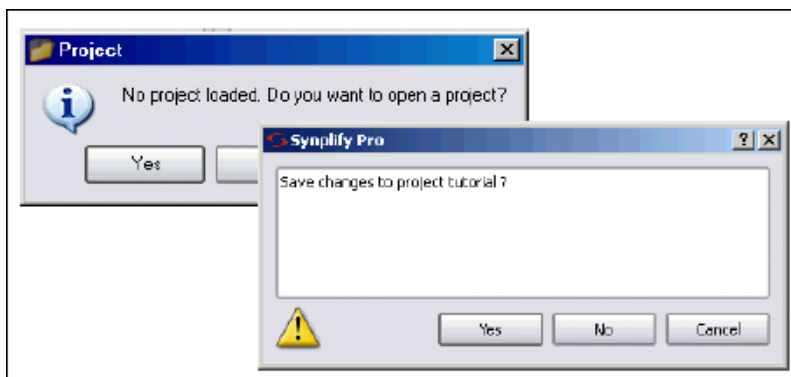 Project
No project loaded. Do you want to open a project?
Yes
Synplify Pro
Save changes to project tutorial ?
Yes No Cancel